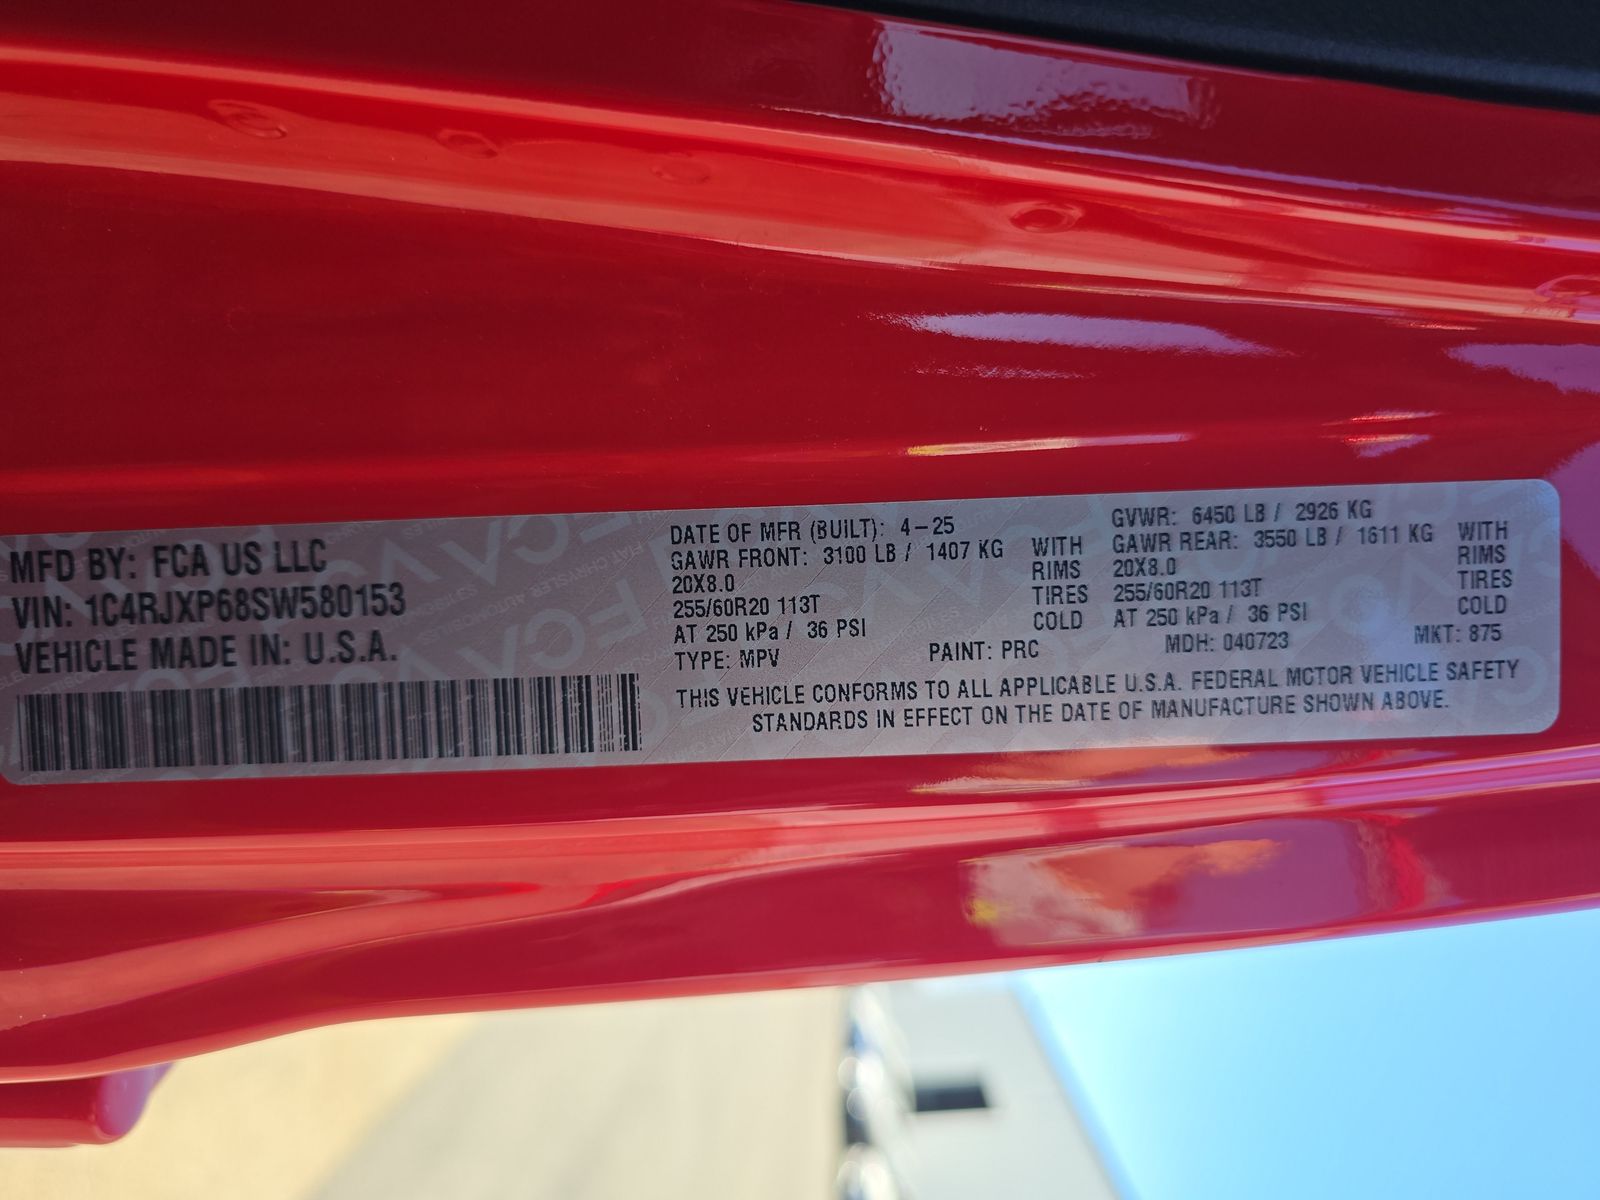 MFD BY: FCA US LLC
VIN: 1C4RJXP68SW580153
VEHICLE MADE IN: U.S.A.
DATE OF MFR (BUILT): 4-25
GAWR FRONT: 3100 LB / 1407 KG
20X8.0
255/60R20 113T
AT 250 kPa / 36 PSI
WITH
RIMS
TIRES
COLD
GVWR: 6450 LB / 2926 KG
GAWR REAR: 3550 LB / 1611 KG
20X8.0
255/60R20 113T
AT 250 kPa / 36 PSI
WITH
RIMS
TIRES
COLD
TYPE: MPV PAINT: PRC MDH: 040723 MKT: 875
THIS VEHICLE CONFORMS TO ALL APPLICABLE U.S.A. FEDERAL MOTOR VEHICLE SAFETY
STANDARDS IN EFFECT ON THE DATE OF MANUFACTURE SHOWN ABOVE.